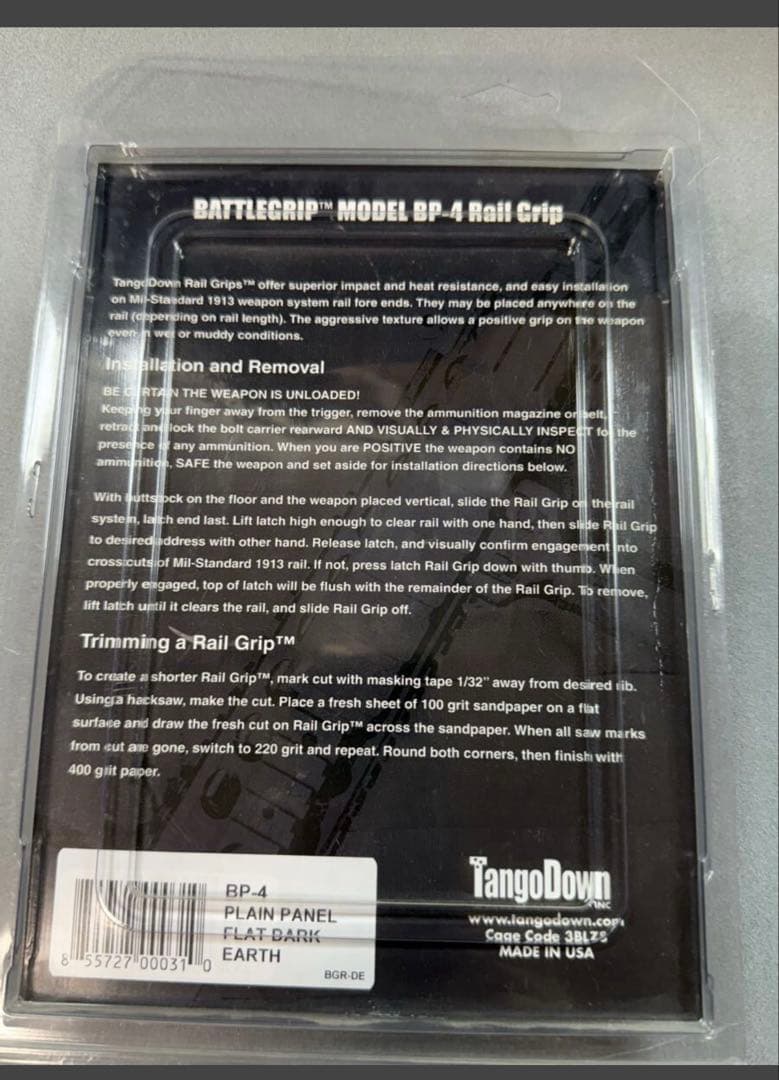 BATTLEGRIP™ MODEL BP-4 Rail Grip
TangoDown Rail Grips™ offer superior impact and heat resistance, and easy installation
on Mil-Standard 1913 weapon system rail fore ends. They may be placed anywhere on the
rail (depending on rail length). The aggressive texture allows a positive grip on the weapon
even in wet or muddy conditions.
Installation and Removal
BE CERTAIN THE WEAPON IS UNLOADED!
Keeping your finger away from the trigger, remove the ammunition magazine or belt,
retract and lock the bolt carrier rearward AND VISUALLY & PHYSICALLY INSPECT for the
presence of any ammunition. When you are POSITIVE the weapon contains NO
ammunition, SAFE the weapon and set aside for installation directions below.
With buttstock on the floor and the weapon placed vertical, slide the Rail Grip on the rail
system, latch end last. Lift latch high enough to clear rail with one hand, then slide Rail Grip
to desired address with other hand. Release latch, and visually confirm engagement into
cross cuts of Mil-Standard 1913 rail. If not, press latch Rail Grip down with thumb. When
properly engaged, top of latch will be flush with the remainder of the Rail Grip. To remove,
lift latch until it clears the rail, and slide Rail Grip off.
Trimming a Rail Grip™
To create a shorter Rail Grip™, mark cut with masking tape 1/32" away from desired rib.
Using a hacksaw, make the cut. Place a fresh sheet of 100 grit sandpaper on a flat
surface and draw the fresh cut on Rail Grip™ across the sandpaper. When all saw marks
from cut are gone, switch to 220 grit and repeat. Round both corners, then finish with
400 grit paper.
BP-4
PLAIN PANEL
FLAT DARK
EARTH
8 55727 00031 0
BGR-DE
TangoDown
INC
www.tangodown.com
Cage Code 3BLZ8
MADE IN USA